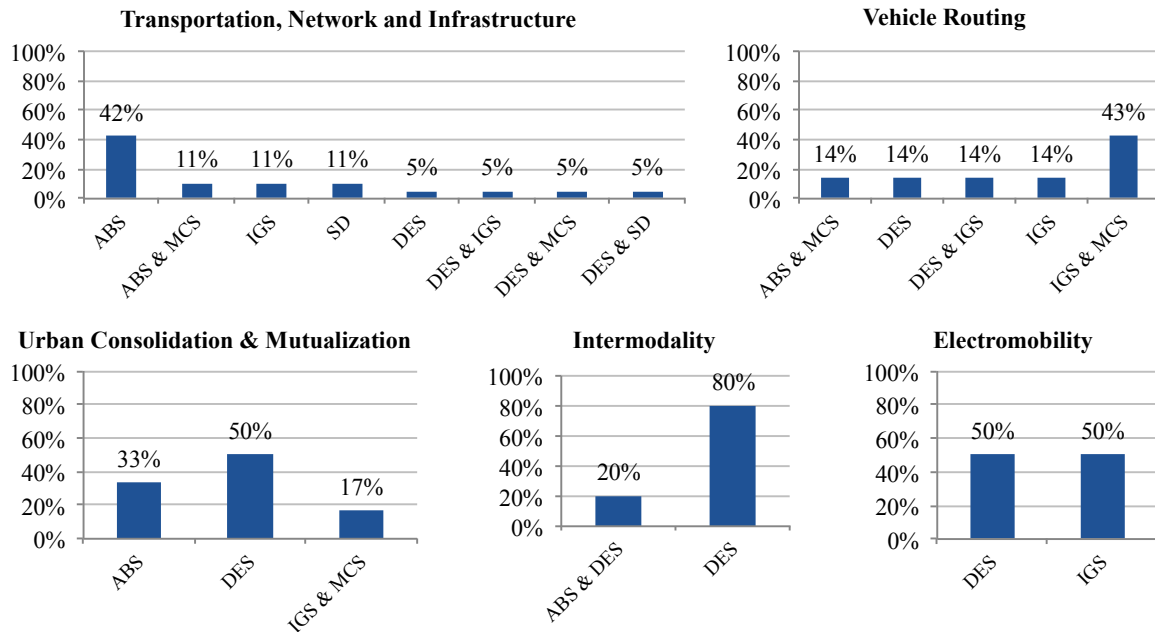 Transportation, Network and Infrastructure
100%
80%
60%
40%
20%
0%
42%
11%
11%
11%
5%
5%
5%
5%
ABS
ABS & MCS
IGS
SD
DES
DES & IGS
DES & MCS
DES & SD
Vehicle Routing
100%
80%
60%
40%
20%
0%
14%
14%
14%
14%
43%
ABS & MCS
DES
DES & IGS
IGS
IGS & MCS
Urban Consolidation & Mutualization
100%
80%
60%
40%
20%
0%
33%
50%
17%
ABS
DES
IGS & MCS
Intermodality
100%
80%
60%
40%
20%
0%
20%
80%
ABS & DES
DES
Electromobility
100%
80%
60%
40%
20%
0%
50%
50%
DES
IGS